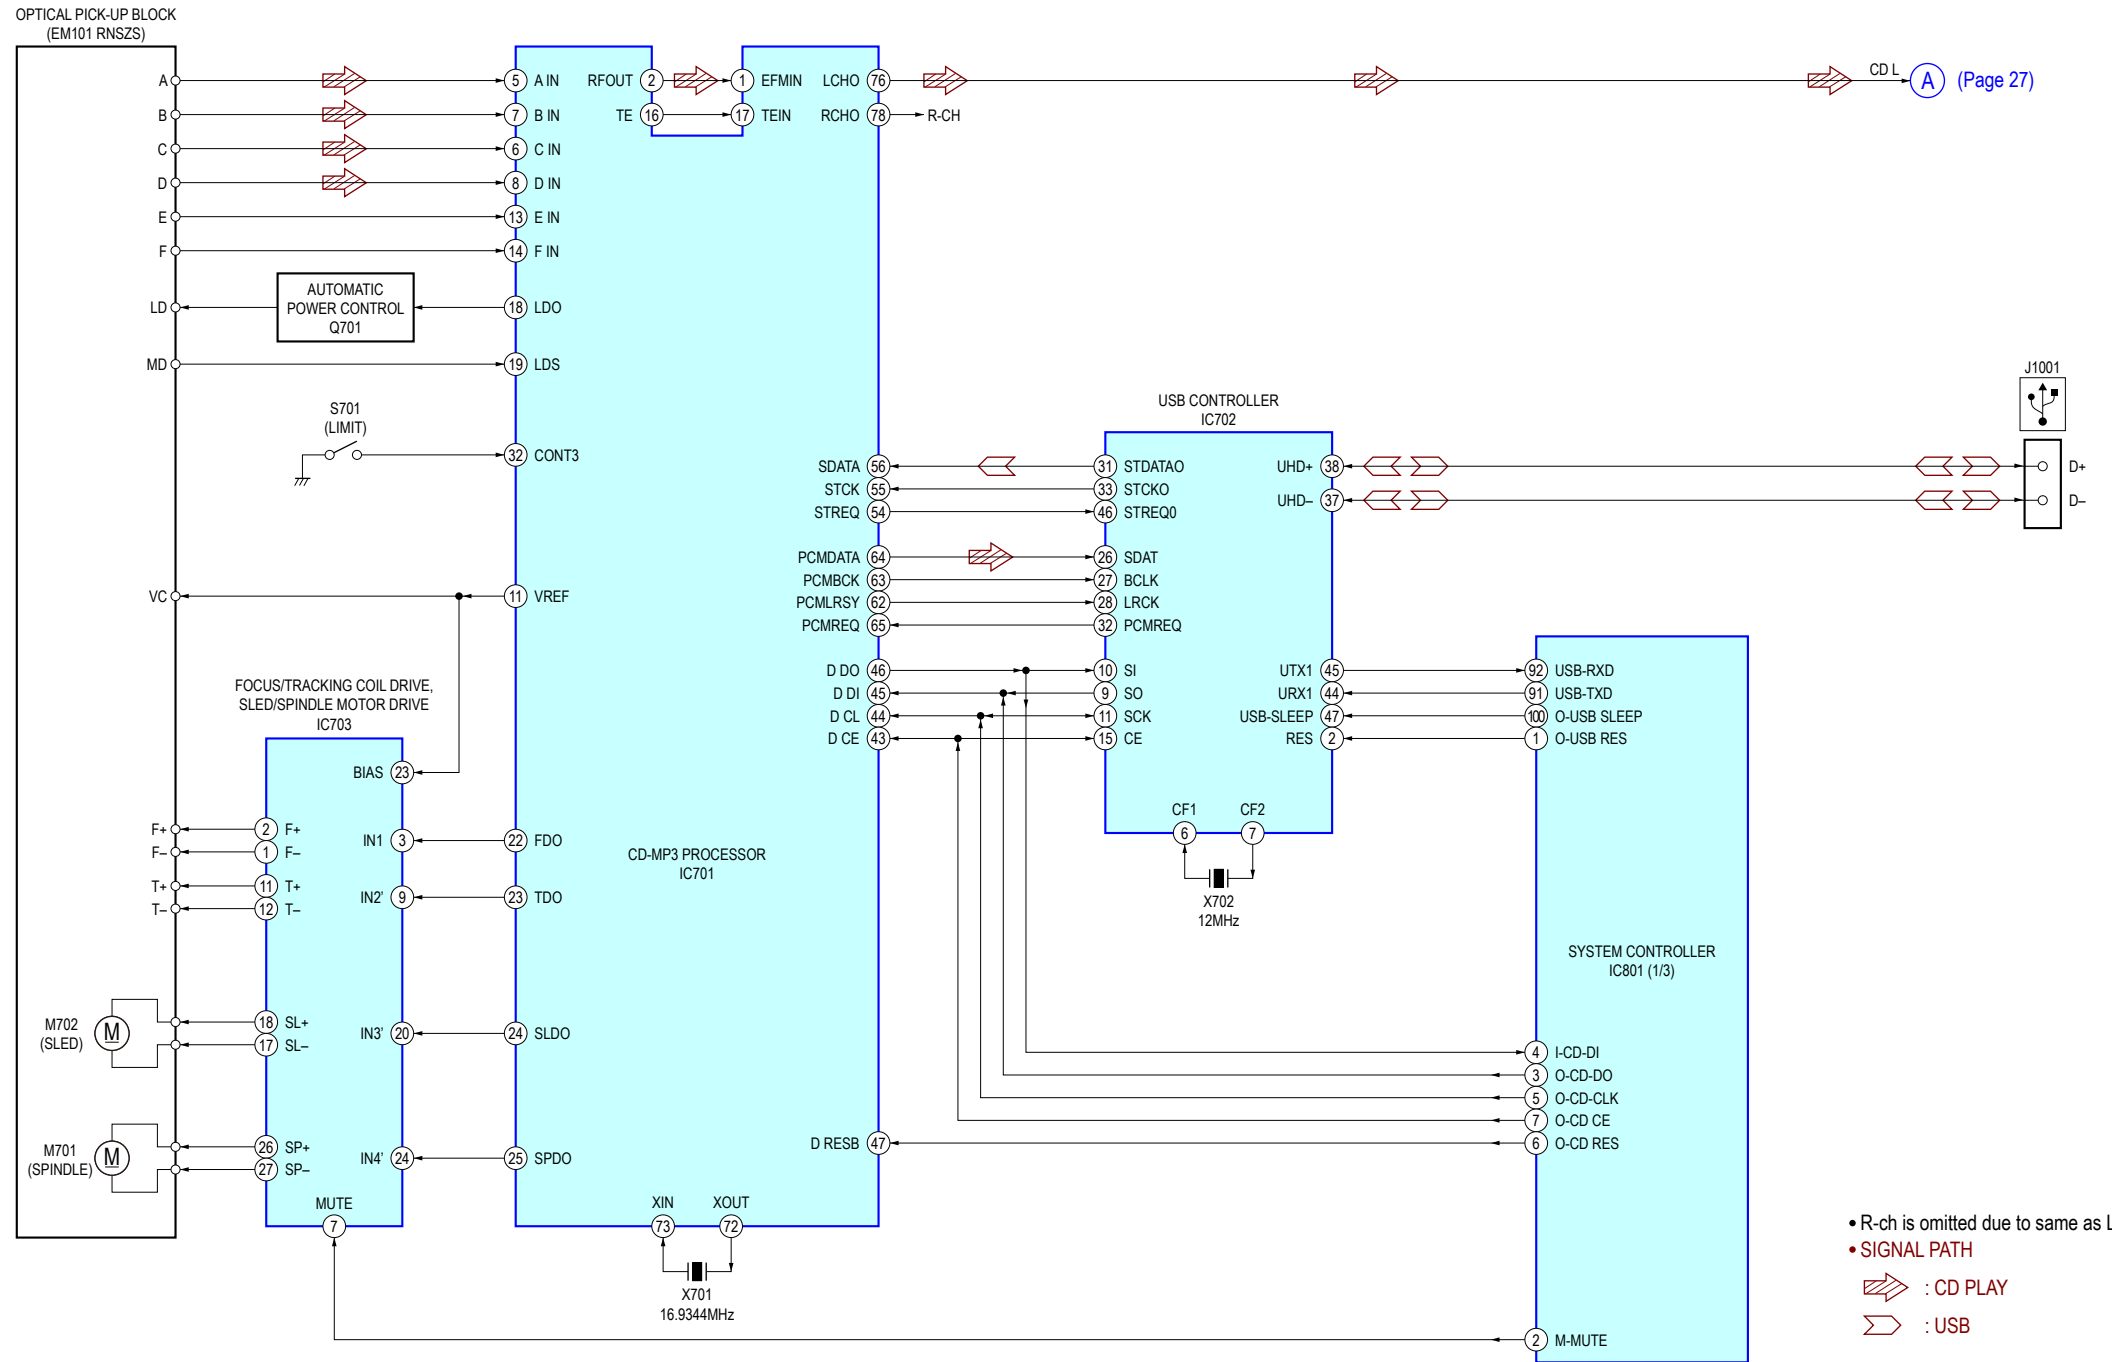 OPTICAL PICK-UP BLOCK
(EM101 RNSZS)
A
B
C
D
E
F
LD
MD
VC
F+
F–
T+
T–
AUTOMATIC
POWER CONTROL
Q701
S701
(LIMIT)
M702
(SLED)
M
M701
(SPINDLE)
M
FOCUS/TRACKING COIL DRIVE,
SLED/SPINDLE MOTOR DRIVE
IC703
BIAS 23
2 F+
1 F–
11 T+
12 T–
18 SL+
17 SL–
26 SP+
27 SP–
IN1 3
IN2' 9
IN3' 20
IN4' 24
MUTE
7
5 A IN
7 B IN
6 C IN
8 D IN
13 E IN
14 F IN
18 LDO
19 LDS
32 CONT3
11 VREF
22 FDO
23 TDO
24 SLDO
25 SPDO
RFOUT 2
TE 16
1 EFMIN
17 TEIN
LCHO 76
RCHO 78
R-CH
CD L
A (Page 27)
CD-MP3 PROCESSOR
IC701
SDATA 56
STCK 55
STREQ 54
PCMDATA 64
PCMBCK 63
PCMLRSY 62
PCMREQ 65
D DO 46
D DI 45
D CL 44
D CE 43
D RESB 47
XIN
XOUT
73
72
X701
16.9344MHz
USB CONTROLLER
IC702
31 STDATAO
33 STCKO
46 STREQ0
26 SDAT
27 BCLK
28 LRCK
32 PCMREQ
10 SI
9 SO
11 SCK
15 CE
UHD+ 38
UHD– 37
UTX1 45
URX1 44
USB-SLEEP 47
RES 2
CF1
CF2
6
7
X702
12MHz
J1001
D+
D–
92 USB-RXD
91 USB-TXD
100 O-USB SLEEP
1 O-USB RES
SYSTEM CONTROLLER
IC801 (1/3)
4 I-CD-DI
3 O-CD-DO
5 O-CD-CLK
7 O-CD CE
6 O-CD RES
2 M-MUTE
• R-ch is omitted due to same as L
• SIGNAL PATH
: CD PLAY
: USB